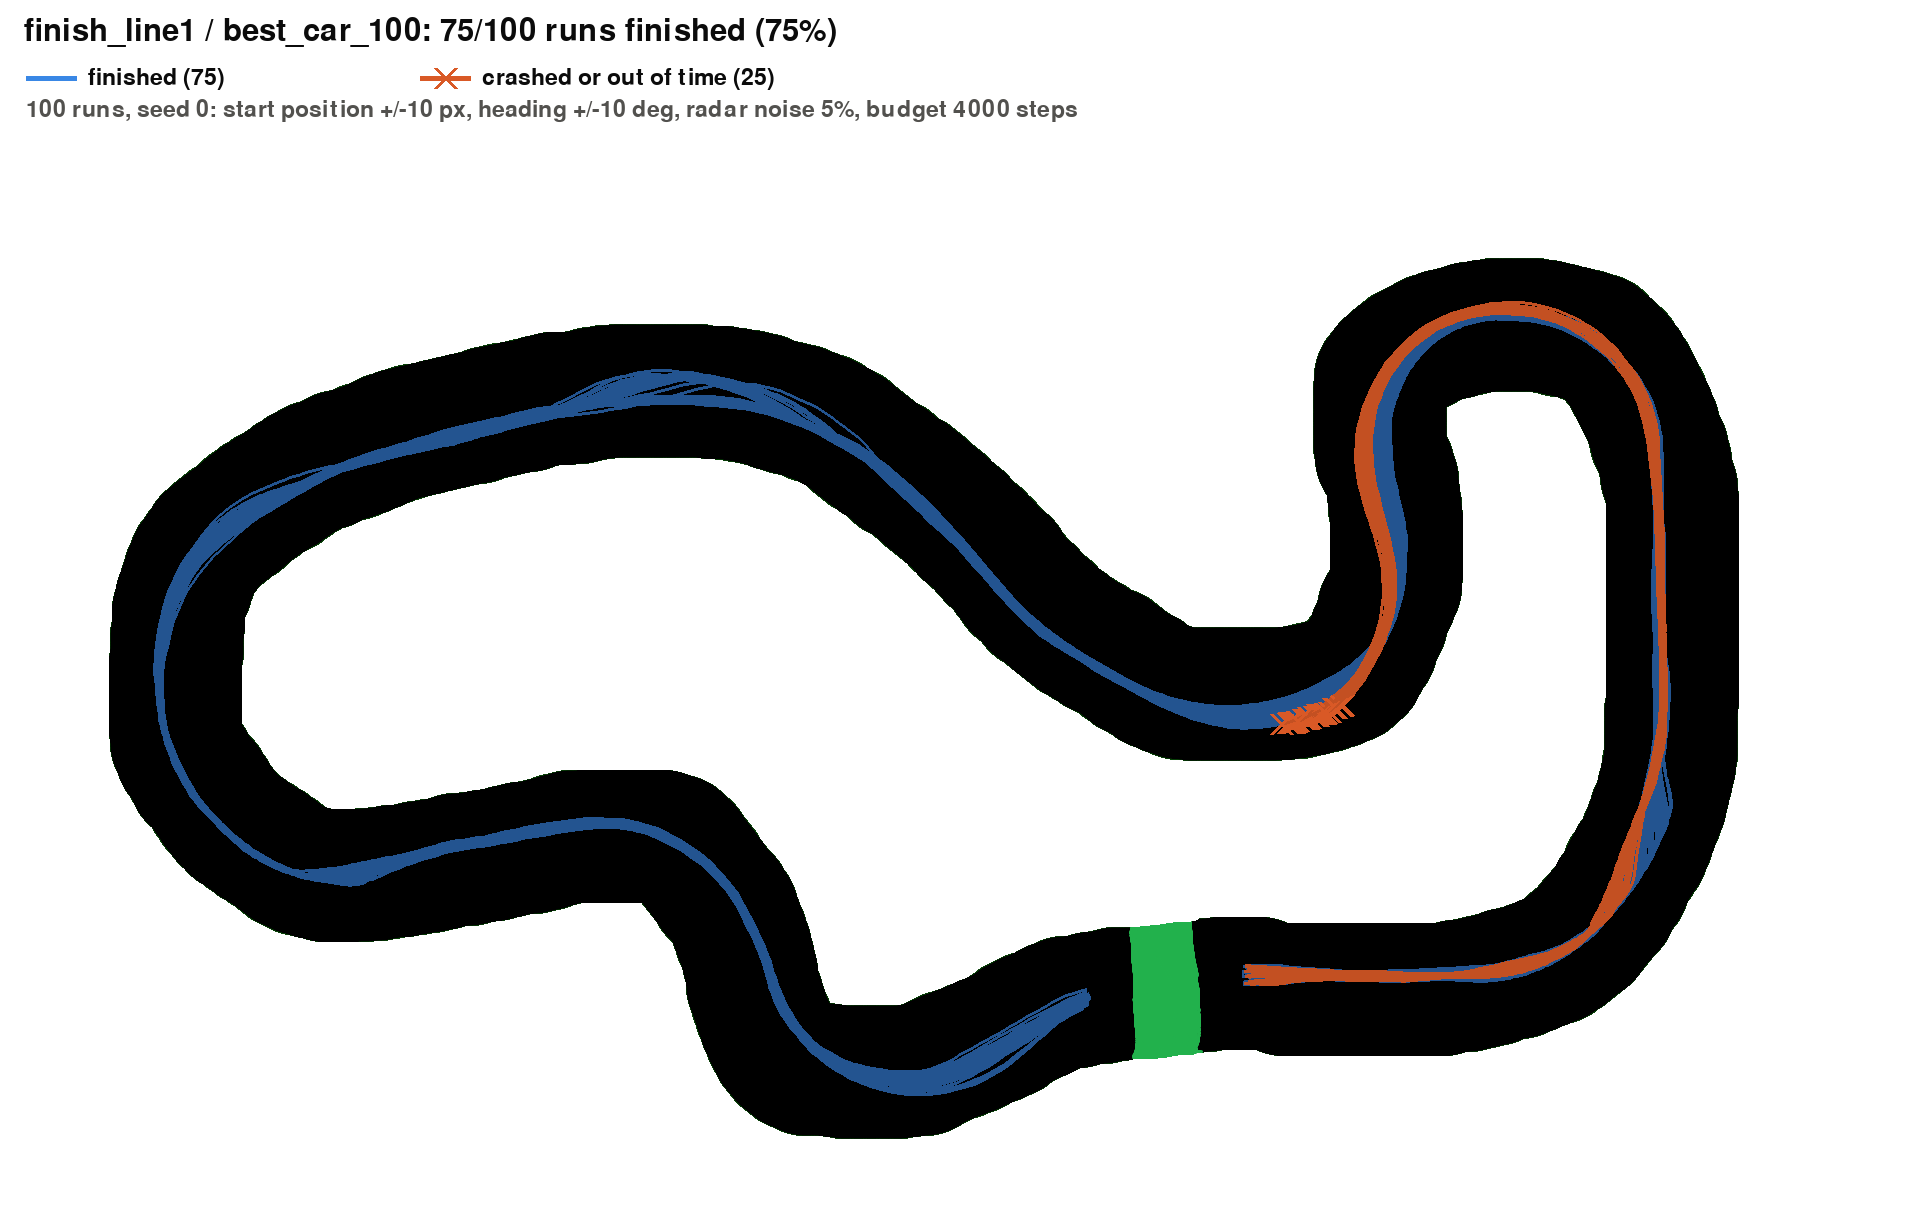 finish_line1 / best_car_100: 75/100 runs finished (75%)
finished (75)
crashed or out of time (25)
100 runs, seed 0: start position +/-10 px, heading +/-10 deg, radar noise 5%, budget 4000 steps